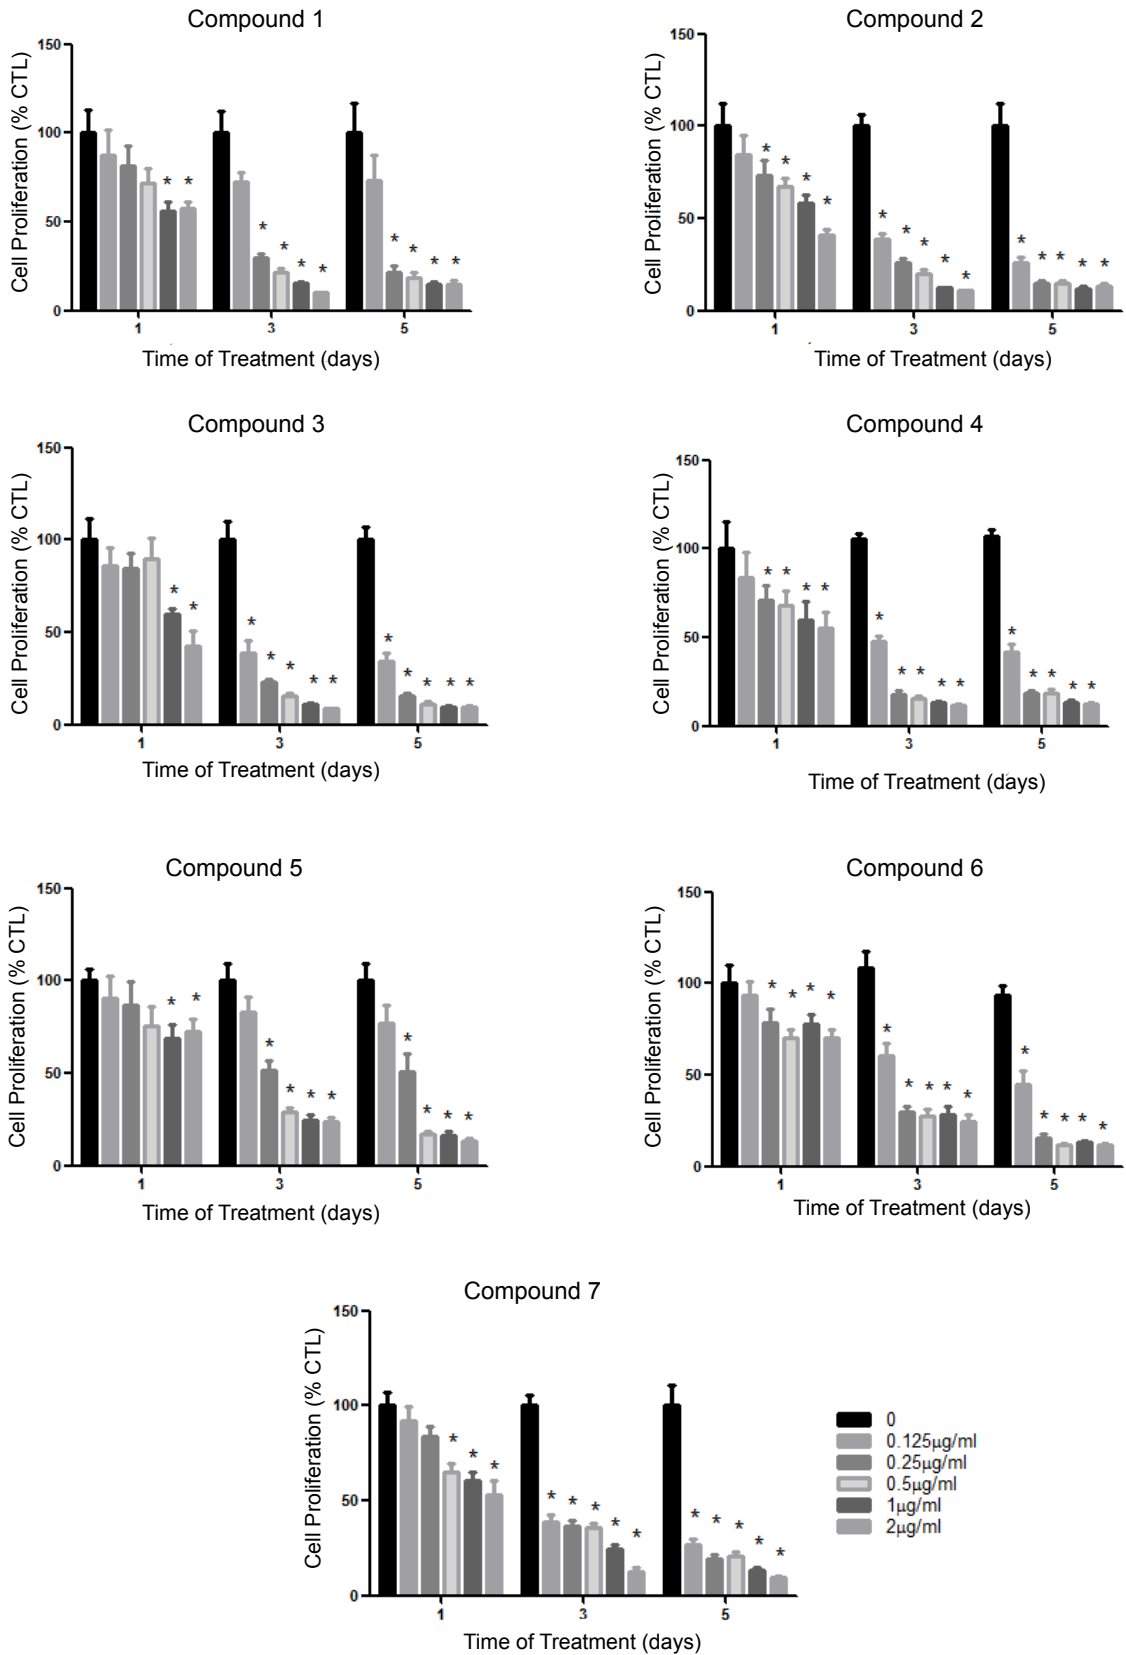 Compound 1
Cell Proliferation (% CTL)
150
100
50
0
* * * * * * * * * *
1 3 5
Time of Treatment (days)
Compound 2
Cell Proliferation (% CTL)
150
100
50
0
* * * * * * * * * * * * * *
1 3 5
Time of Treatment (days)
Compound 3
Cell Proliferation (% CTL)
150
100
50
0
* * * * * * * * * * * *
1 3 5
Time of Treatment (days)
Compound 4
Cell Proliferation (% CTL)
150
100
50
0
* * * * * * * * * * * * * *
1 3 5
Time of Treatment (days)
Compound 5
Cell Proliferation (% CTL)
150
100
50
0
* * * * * * * * * *
1 3 5
Time of Treatment (days)
Compound 6
Cell Proliferation (% CTL)
150
100
50
0
* * * * * * * * * * * * * *
1 3 5
Time of Treatment (days)
Compound 7
Cell Proliferation (% CTL)
150
100
50
0
* * * * * * * * * * * * *
1 3 5
Time of Treatment (days)
0
0.125μg/ml
0.25μg/ml
0.5μg/ml
1μg/ml
2μg/ml